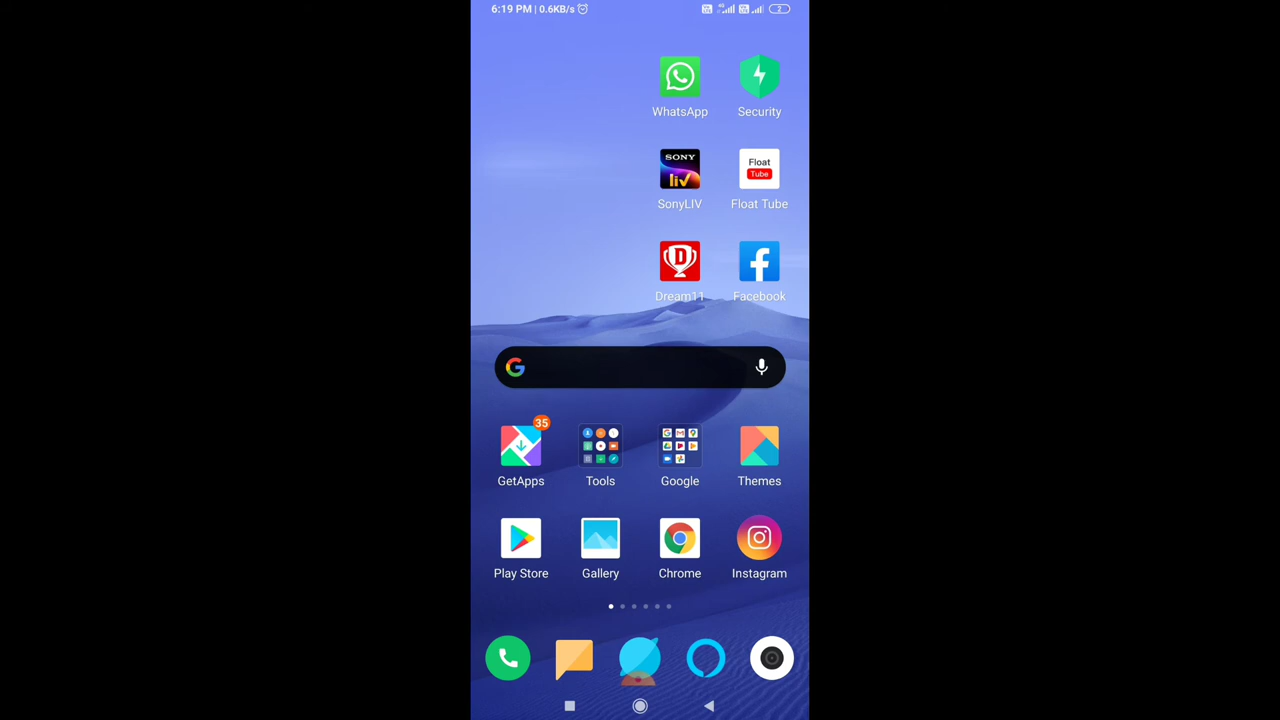 6:19 PM | 0.6KB/s
2
WhatsApp
Security
SONY
liv
Float
Tube
SonyLIV
Float Tube
D
Dream11
Facebook
35
GetApps
Tools
Google
Themes
Play Store
Gallery
Chrome
Instagram